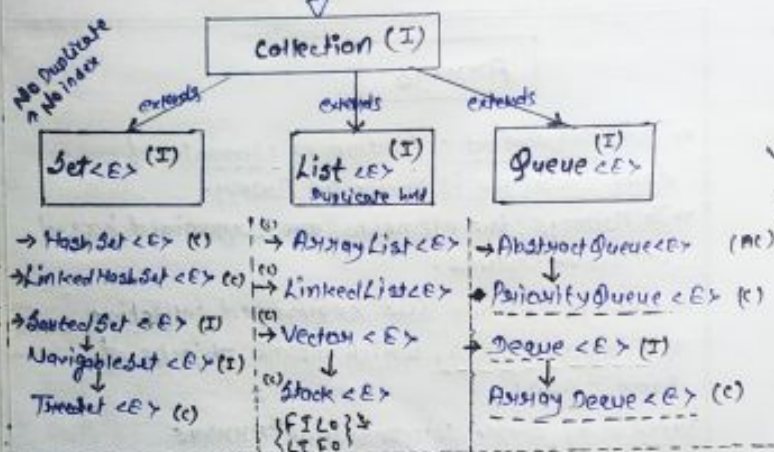 Collection (I)
No Duplicate
No index
extends
extends
extends
Set<E> (I)
List <E> (I)
Duplicate hold
Queue <E> (I)
→ HashSet <E> (C)
→ LinkedHashSet <E> (C)
→ SortedSet <E> (I)
NavigableSet <E> (I)
TreeSet <E> (C)
(C) → ArrayList <E>
(C) → LinkedList<E>
(C) → Vector <E>
(C) Stack <E>
{FILO}
{LIFO
→ AbstractQueue<E> (AC)
PriorityQueue <E> (C)
→ Deque <E> (I)
ArrayDeque <E> (C)